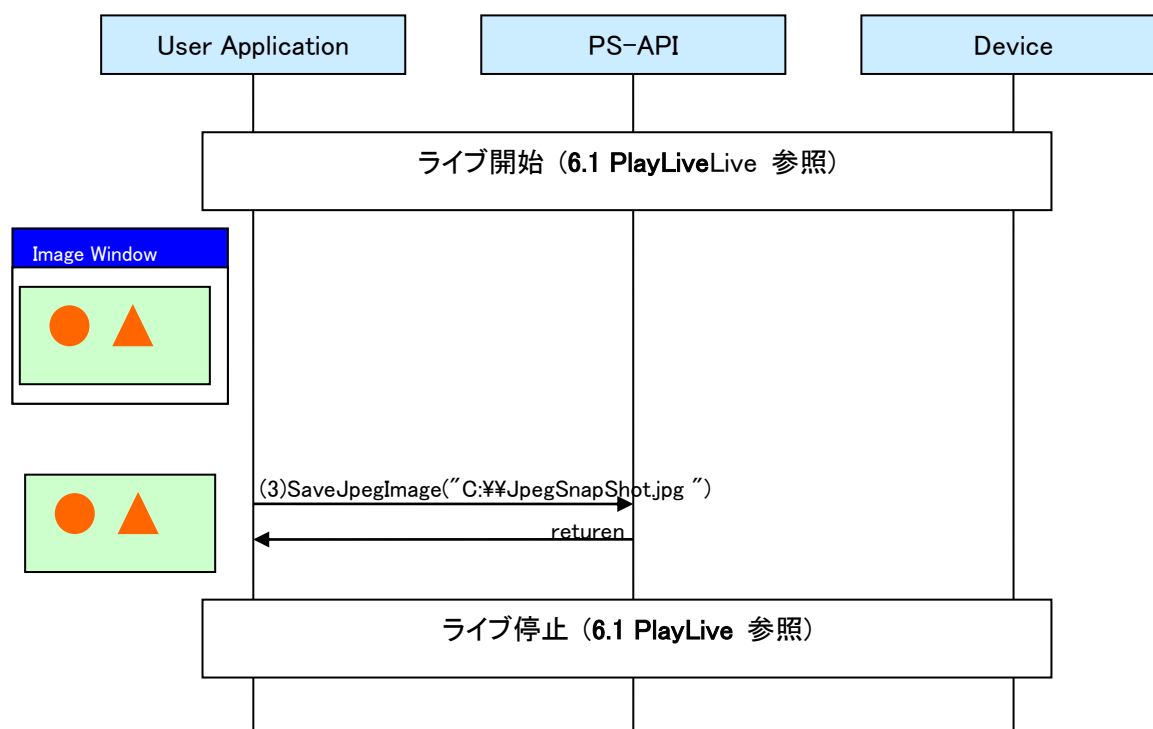 User Application
PS-API
Device
ライブ開始 (6.1 PlayLiveLive 参照)
Image Window
(3)SaveJpegImage("C:¥¥JpegSnapShot.jpg ")
returen
ライブ停止 (6.1 PlayLive 参照)